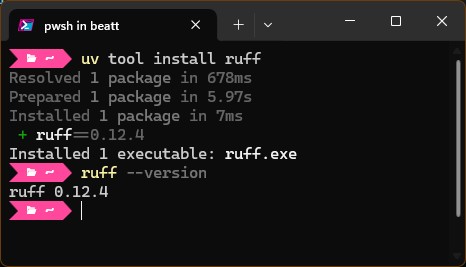 pwsh in beatt
~ uv tool install ruff
Resolved 1 package in 678ms
Prepared 1 package in 5.97s
Installed 1 package in 7ms
+ ruff==0.12.4
Installed 1 executable: ruff.exe
~ ruff --version
ruff 0.12.4
~